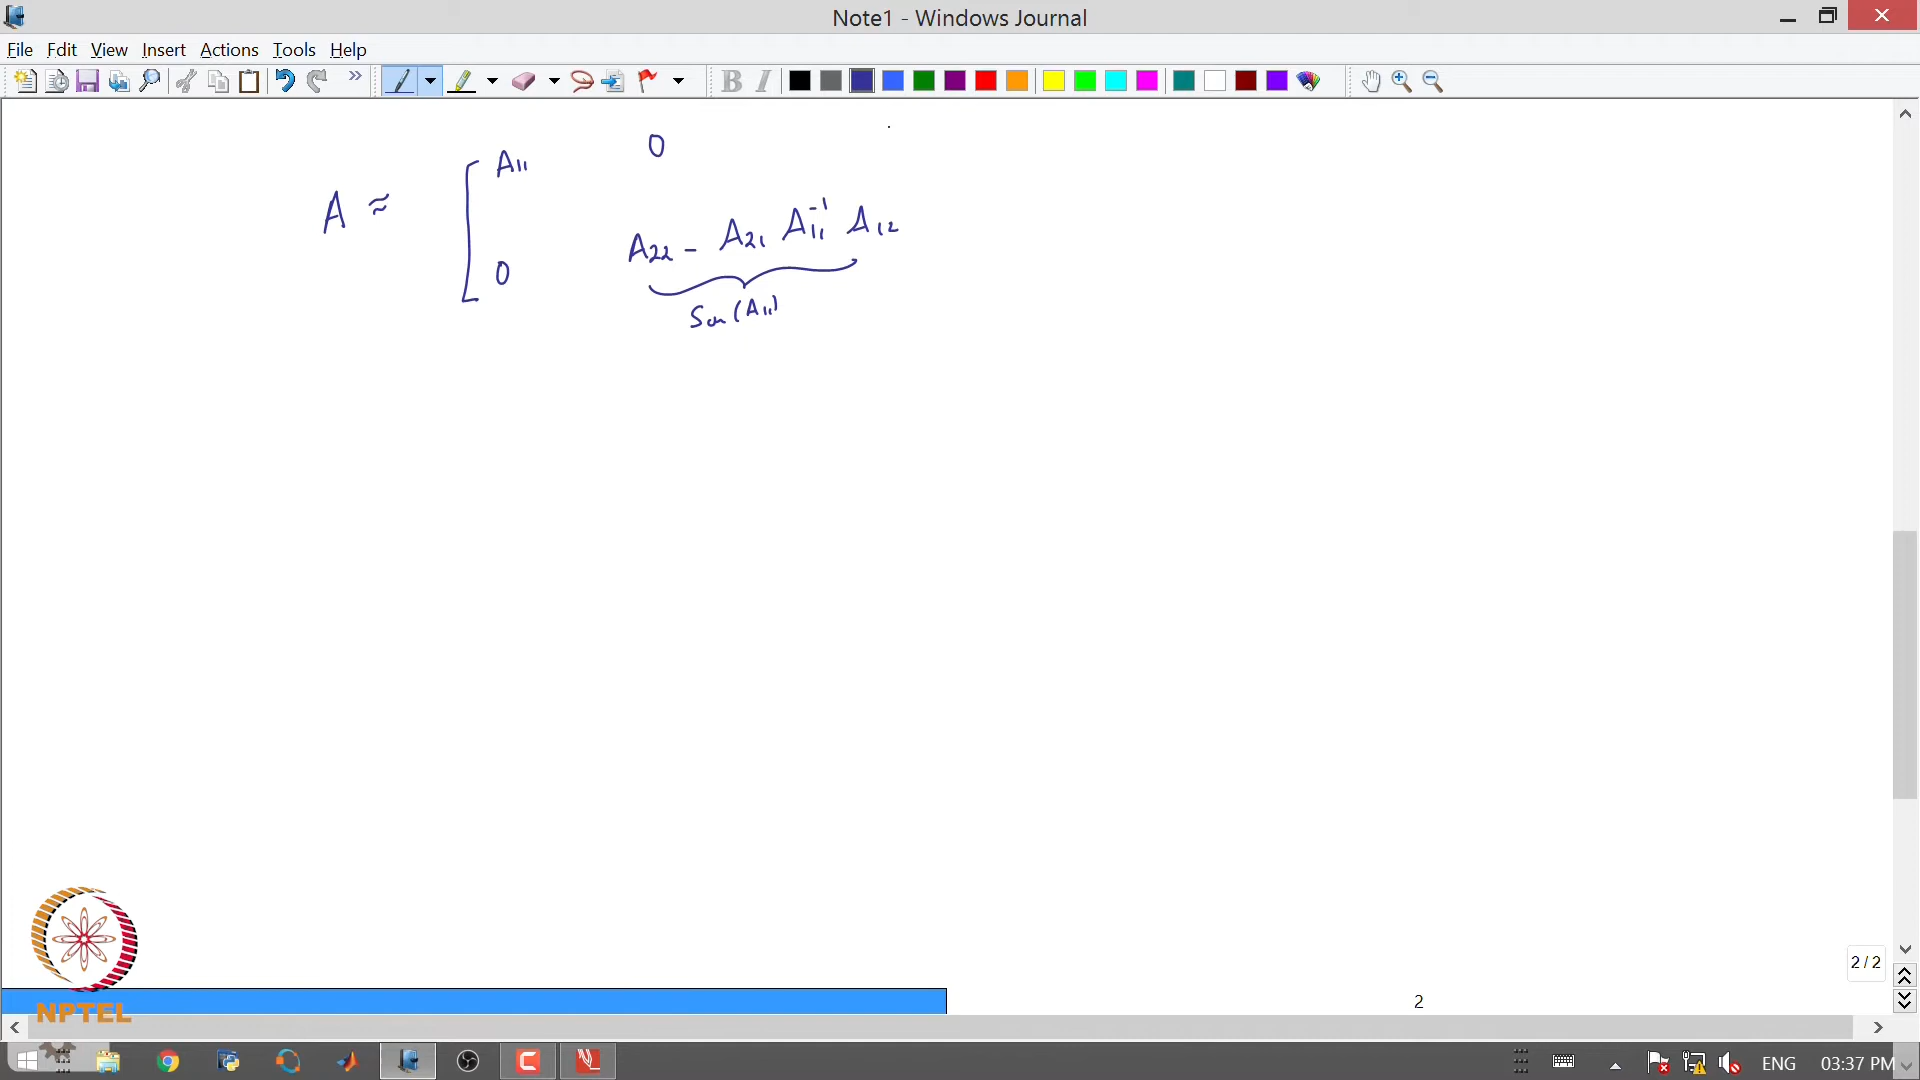 Note1 - Windows Journal
File Edit View Insert Actions Tools Help
B I
A ≈ [ A₁₁ 0
0 A₂₂ - A₂₁ A₁₁⁻¹ A₁₂
(A₁₁)
2 / 2
2
NPTEL
ENG 03:37 PM